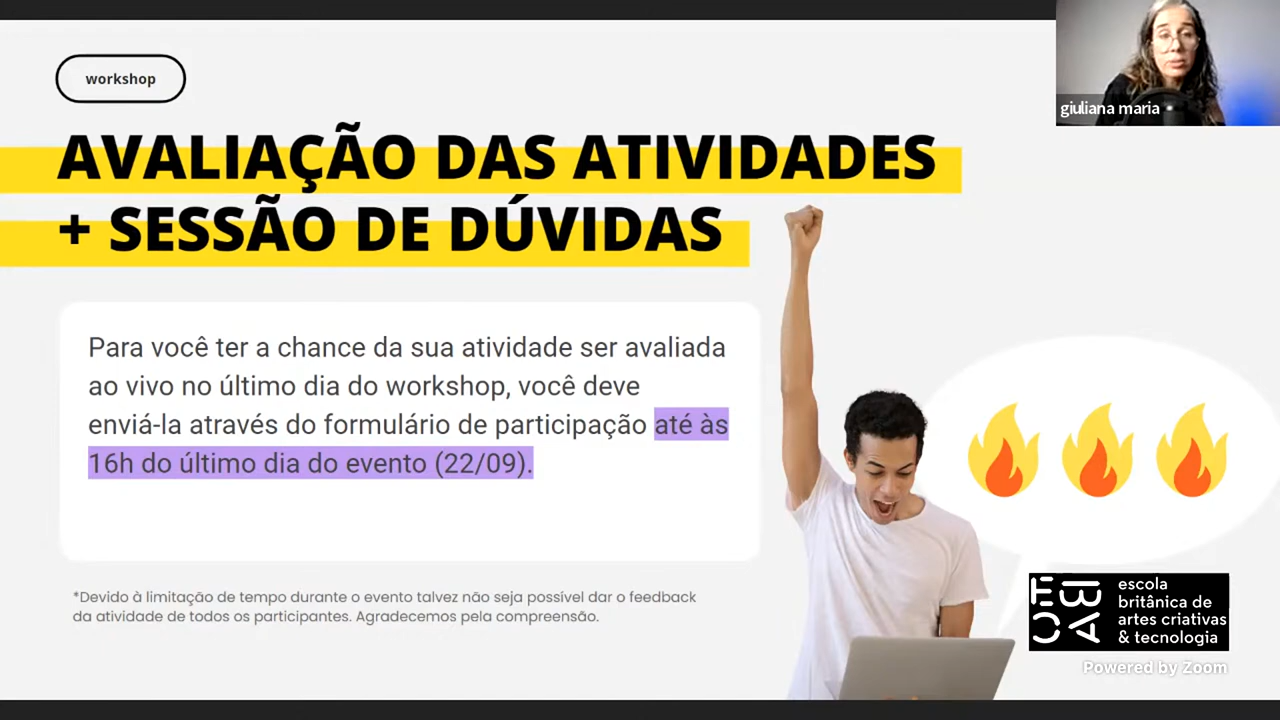 workshop
giuliana maria
AVALIAÇÃO DAS ATIVIDADES
+ SESSÃO DE DÚVIDAS
Para você ter a chance da sua atividade ser avaliada
ao vivo no último dia do workshop, você deve
enviá-la através do formulário de participação até às
16h do último dia do evento (22/09).
*Devido à limitação de tempo durante o evento talvez não seja possível dar o feedback
da atividade de todos os participantes. Agradecemos pela compreensão.
EBAC
escola
britânica de
artes criativas
& tecnologia
Powered by Zoom